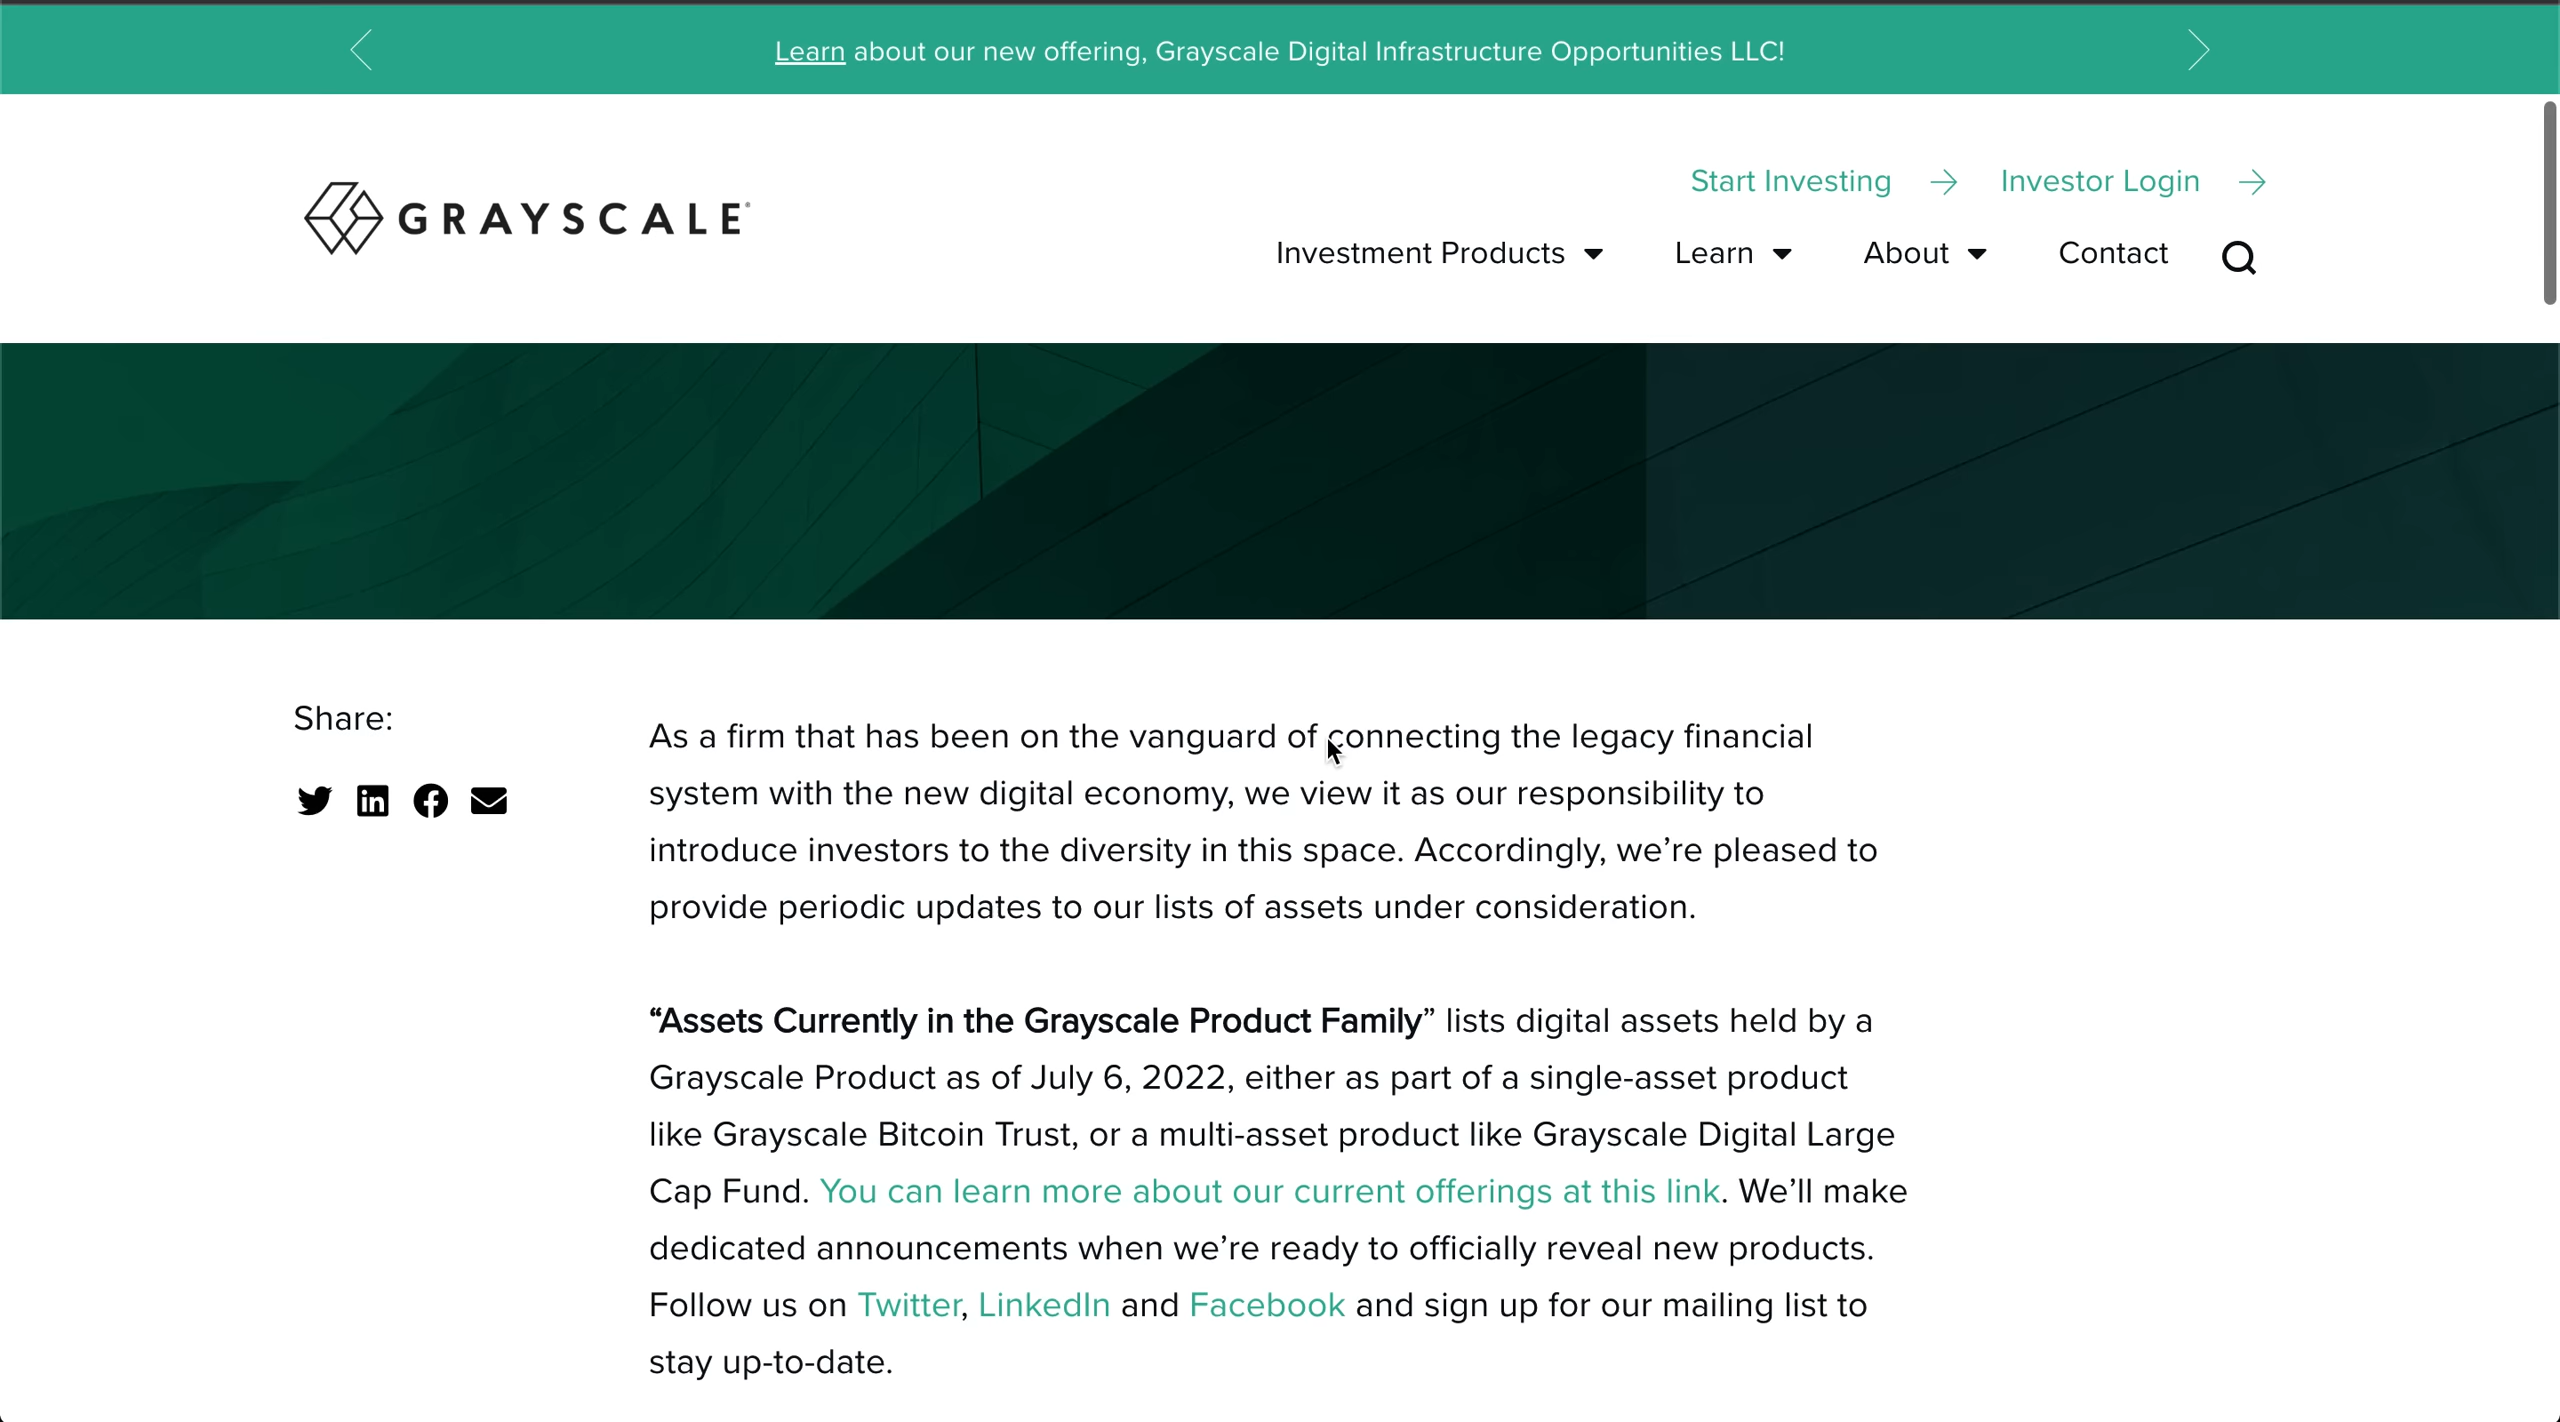 Learn about our new offering, Grayscale Digital Infrastructure Opportunities LLC!
Start Investing
Investor Login
GRAYSCALE®
Investment Products
Learn
About
Contact
Share:
As a firm that has been on the vanguard of connecting the legacy financial
system with the new digital economy, we view it as our responsibility to
introduce investors to the diversity in this space. Accordingly, we’re pleased to
provide periodic updates to our lists of assets under consideration.
“Assets Currently in the Grayscale Product Family” lists digital assets held by a
Grayscale Product as of July 6, 2022, either as part of a single-asset product
like Grayscale Bitcoin Trust, or a multi-asset product like Grayscale Digital Large
Cap Fund. You can learn more about our current offerings at this link. We’ll make
dedicated announcements when we’re ready to officially reveal new products.
Follow us on Twitter, LinkedIn and Facebook and sign up for our mailing list to
stay up-to-date.